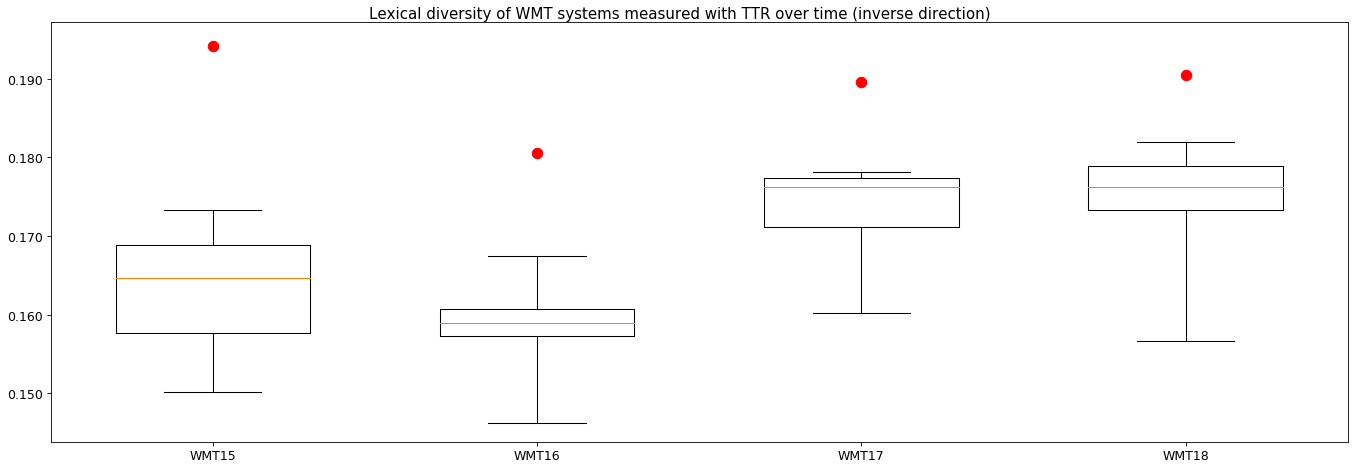 Lexical diversity of WMT systems measured with TTR over time (inverse direction)
0.190
0.180
0.170
0.160
0.150
WMT15 WMT16 WMT17 WMT18